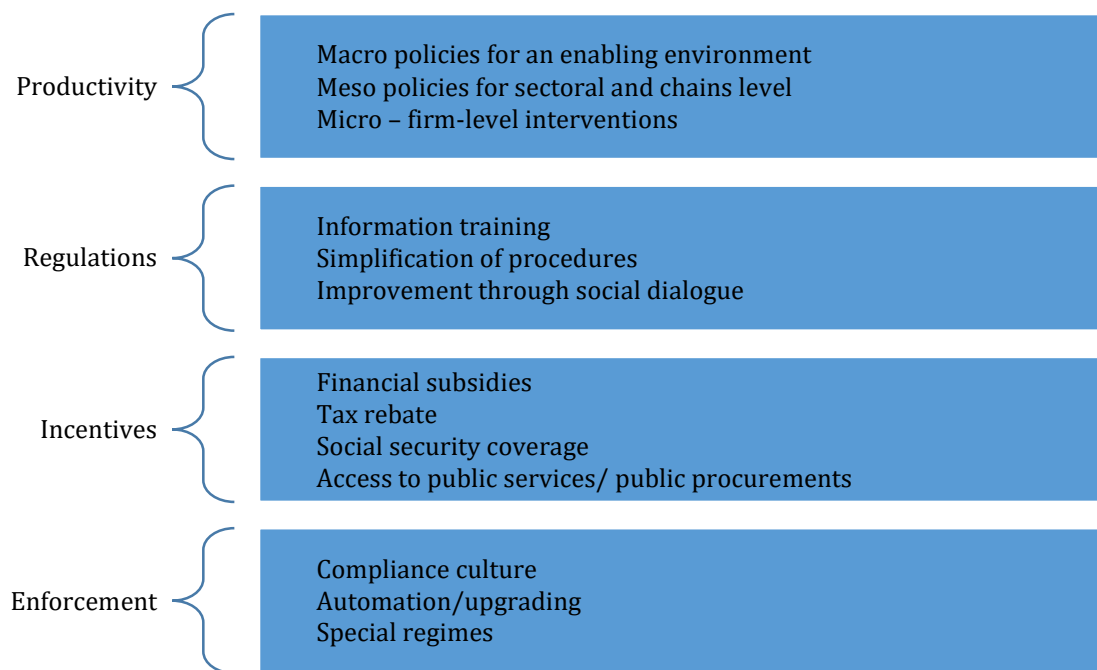 Productivity
Macro policies for an enabling environment
Meso policies for sectoral and chains level
Micro – firm-level interventions
Regulations
Information training
Simplification of procedures
Improvement through social dialogue
Incentives
Financial subsidies
Tax rebate
Social security coverage
Access to public services/ public procurements
Enforcement
Compliance culture
Automation/upgrading
Special regimes